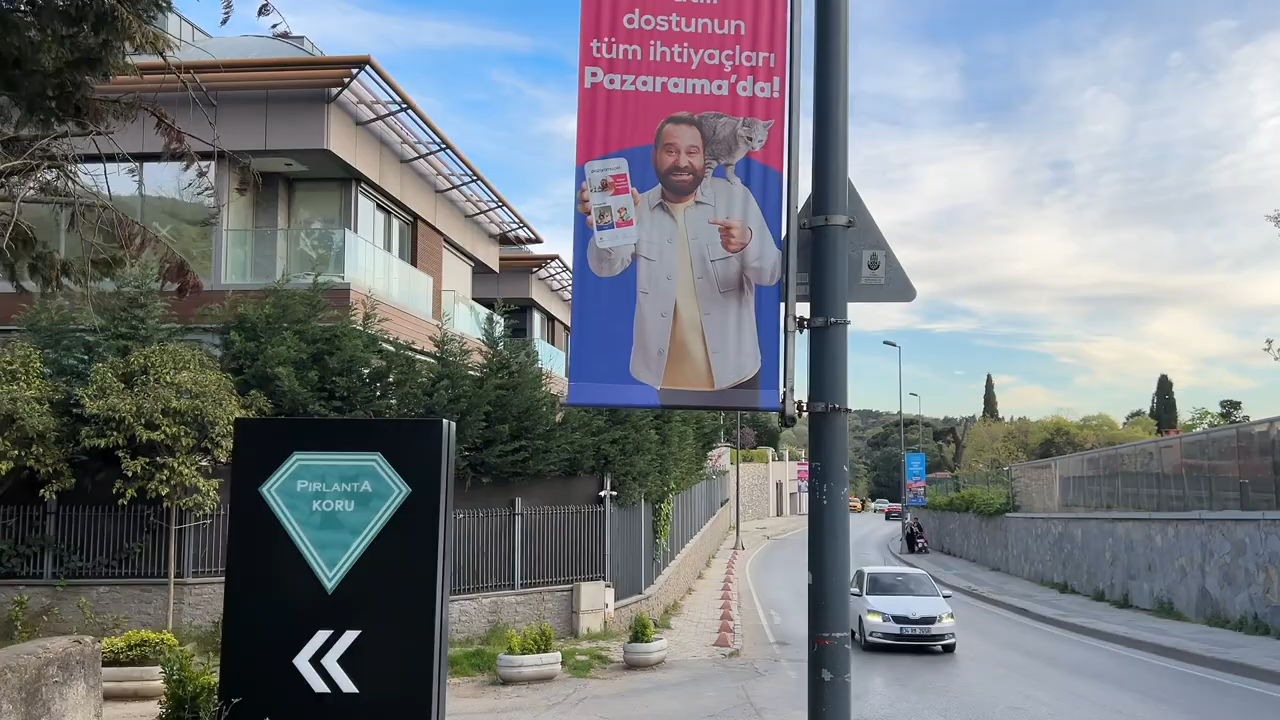 dostunun
tüm ihtiyaçları
Pazarama'da!
PIRLANTA
KORU